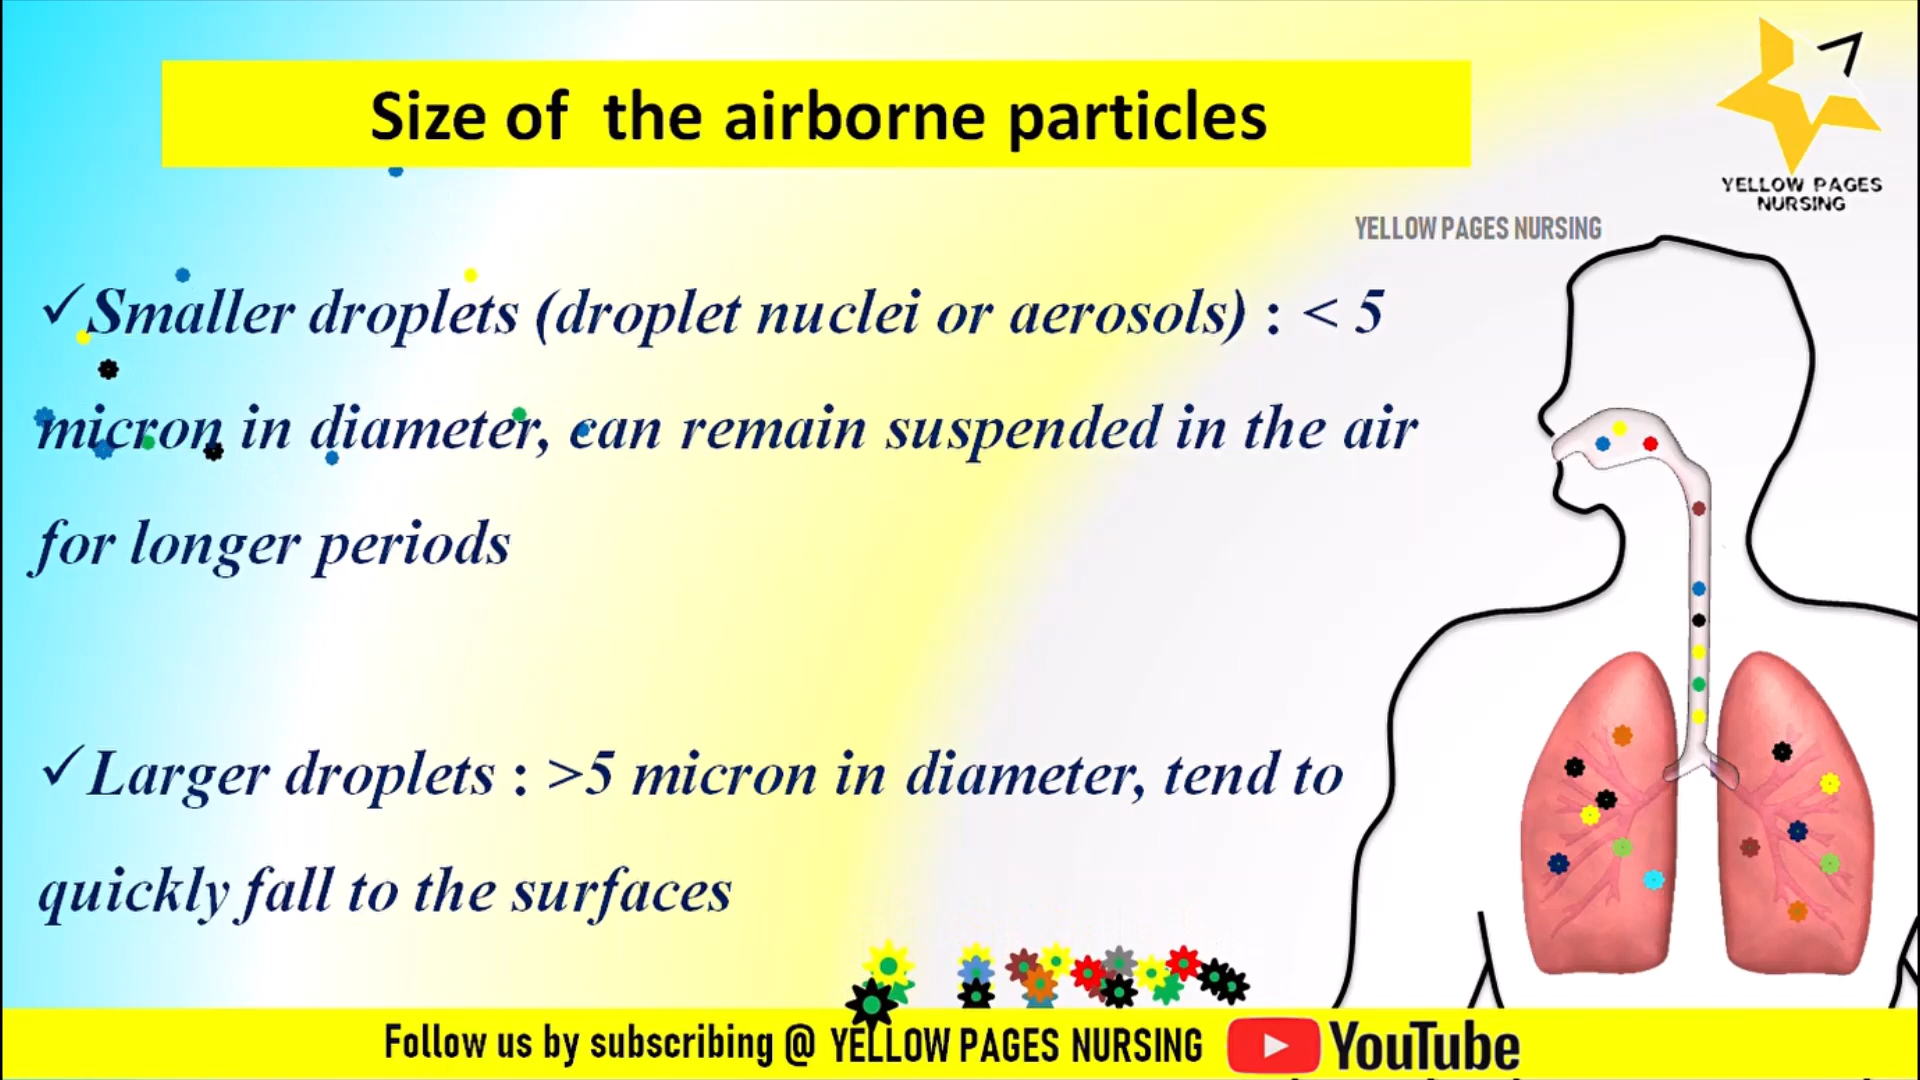 Size of the airborne particles
YELLOW PAGES
NURSING
YELLOW PAGES NURSING
✓Smaller droplets (droplet nuclei or aerosols) : < 5
micron in diameter, can remain suspended in the air
for longer periods
✓Larger droplets : >5 micron in diameter, tend to
quickly fall to the surfaces
Follow us by subscribing @ YELLOW PAGES NURSING YouTube